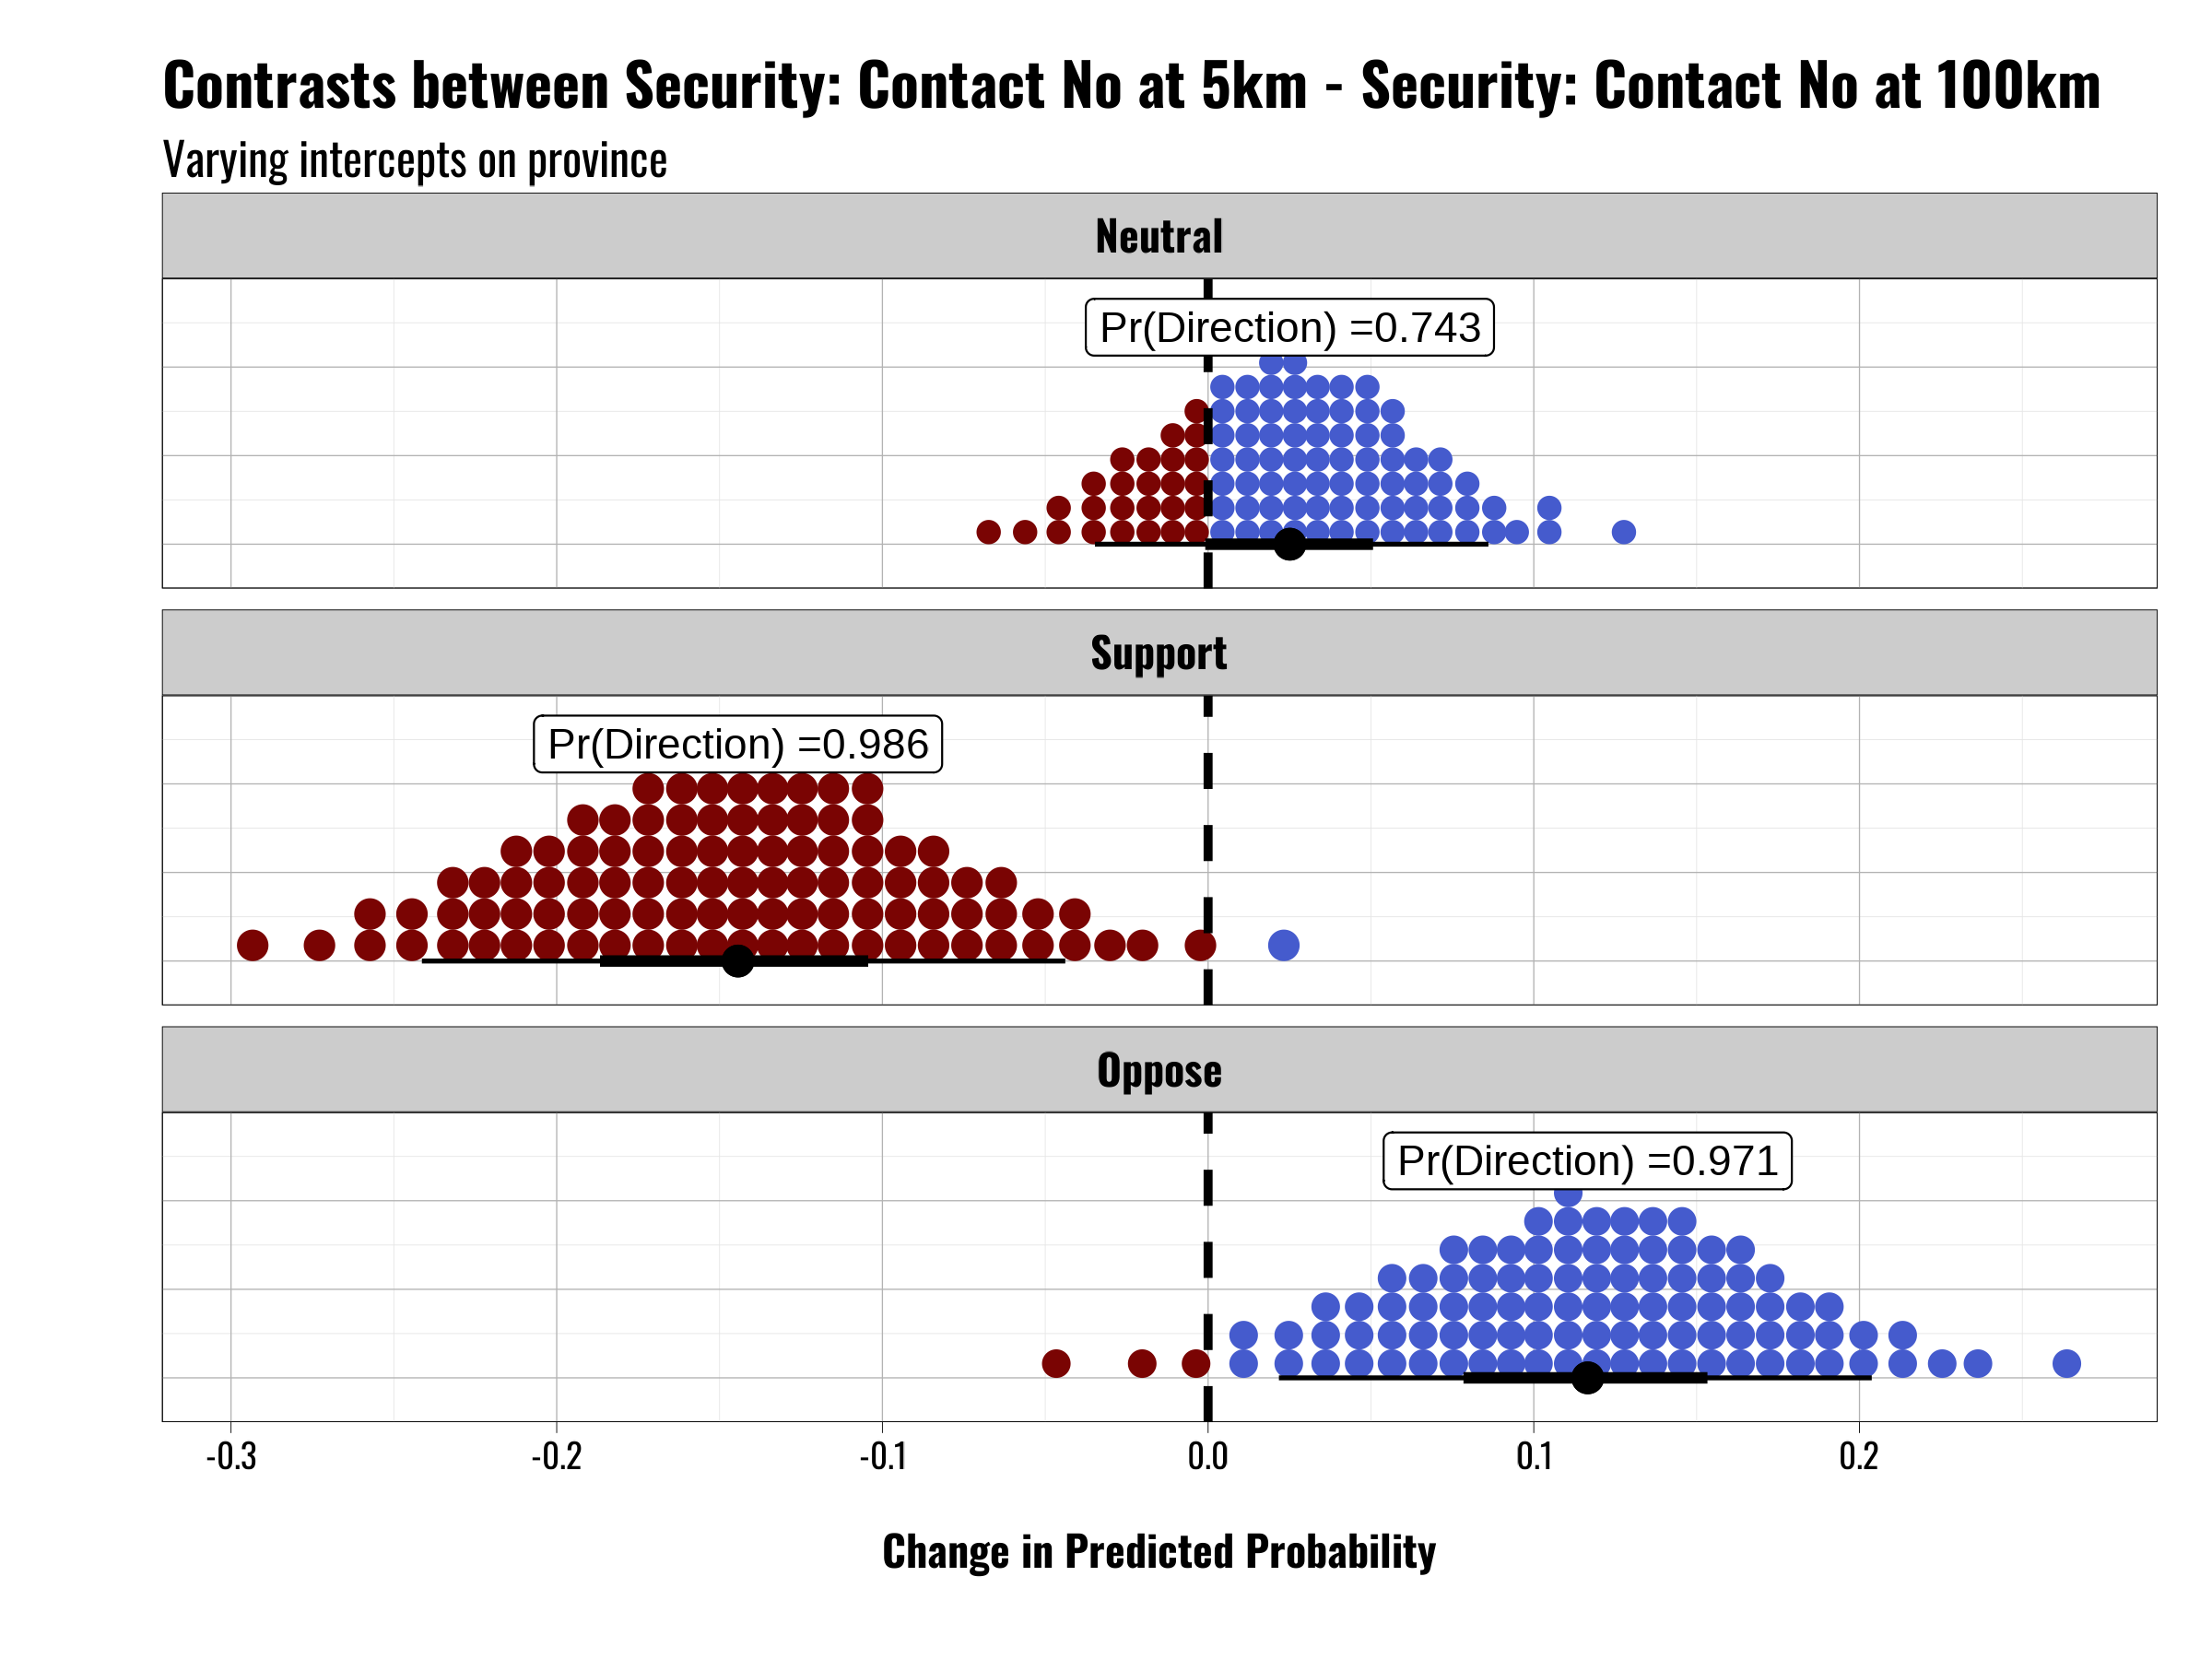 Contrasts between Security: Contact No at 5km - Security: Contact No at 100km
Varying intercepts on province
Neutral
Pr(Direction) =0.743
Support
Pr(Direction) =0.986
Oppose
Pr(Direction) =0.971
-0.3 -0.2 -0.1 0.0 0.1 0.2
Change in Predicted Probability